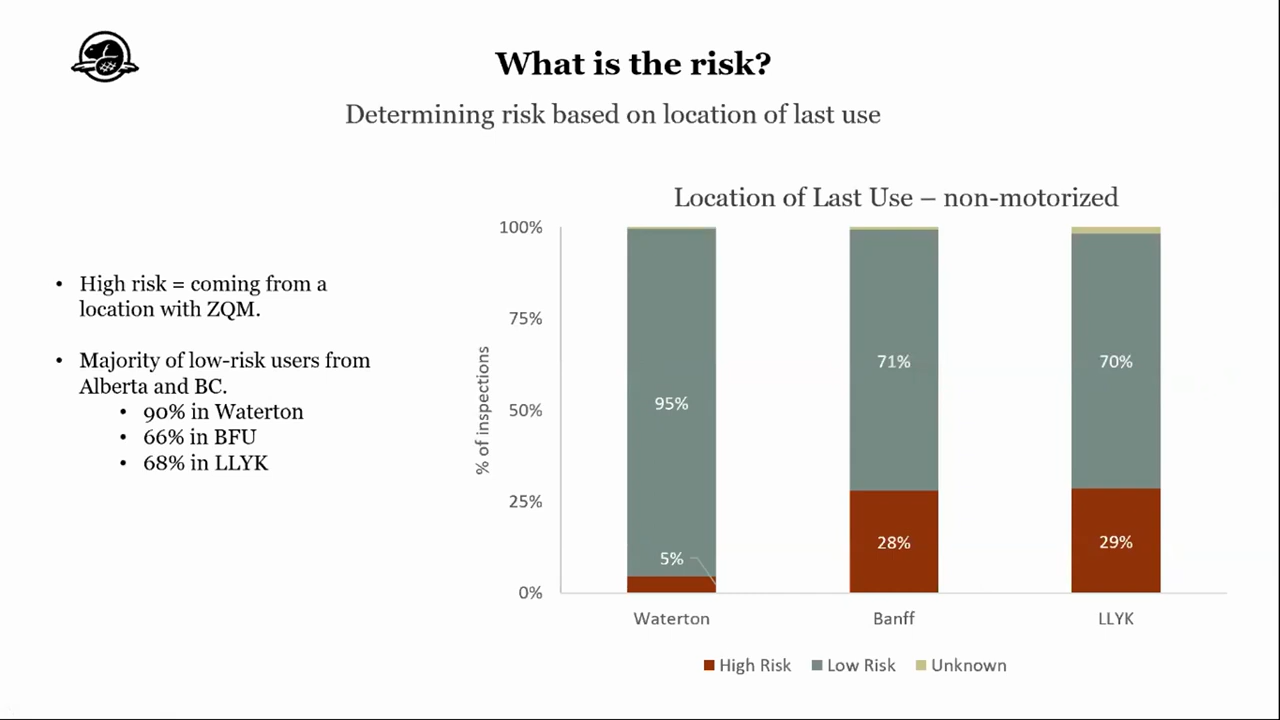 What is the risk?
Determining risk based on location of last use
• High risk = coming from a
location with ZQM.
• Majority of low-risk users from
Alberta and BC.
• 90% in Waterton
• 66% in BFU
• 68% in LLYK
Location of Last Use – non-motorized
% of inspections
100%
75%
50%
25%
0%
95%
5%
71%
28%
70%
29%
Waterton
Banff
LLYK
High Risk
Low Risk
Unknown